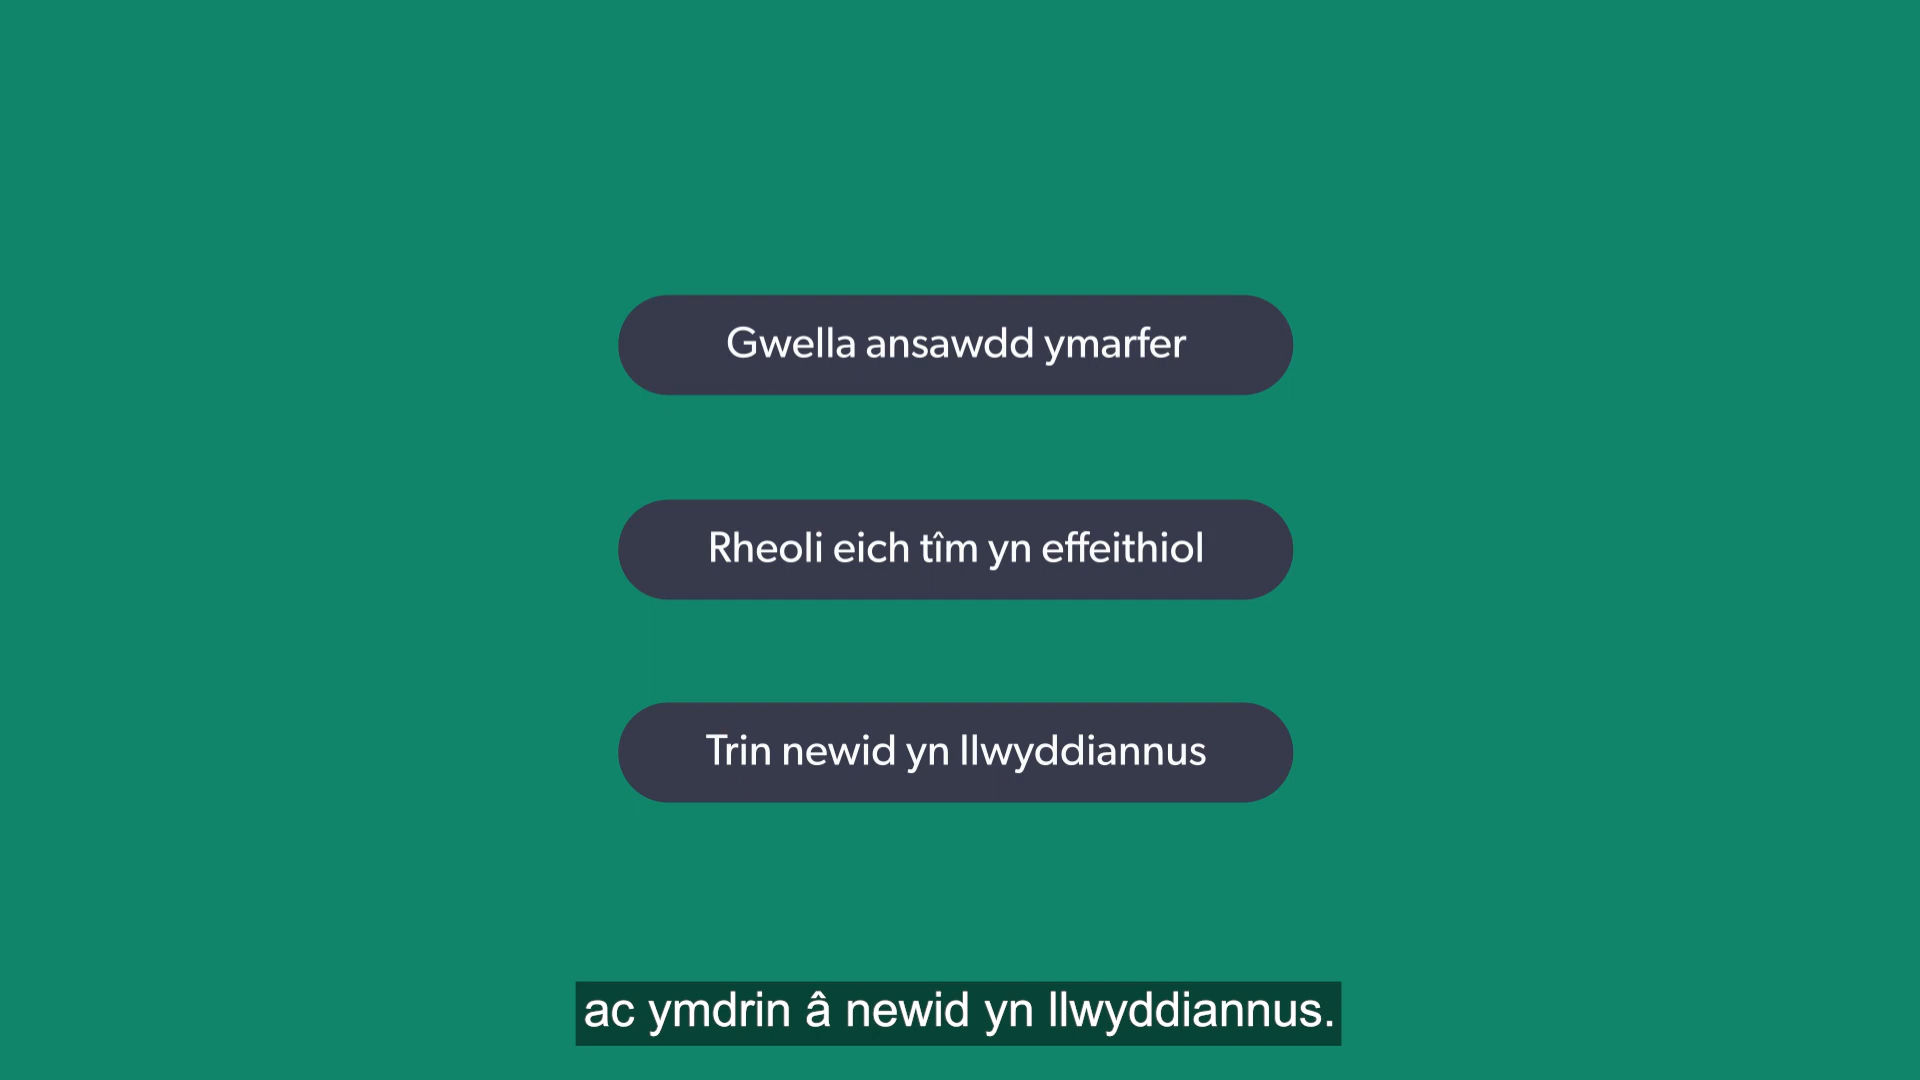 Gwella ansawdd ymarfer
Rheoli eich tîm yn effeithiol
Trin newid yn llwyddiannus
ac ymdrin â newid yn llwyddiannus.